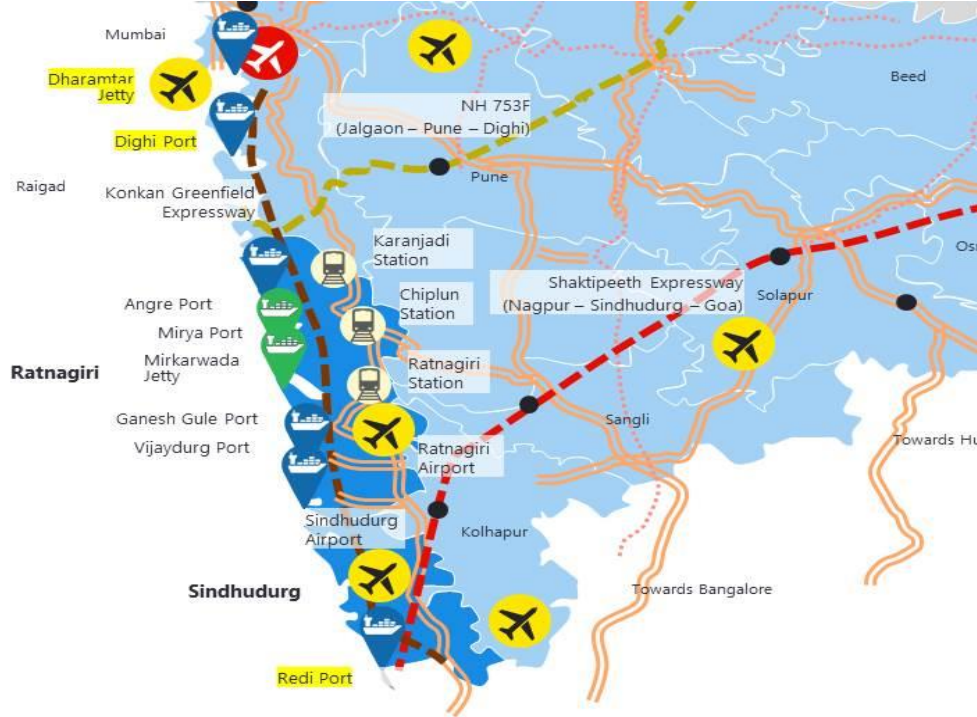 Mumbai
Dharamtar
Jetty
Dighi Port
Raigad
Konkan Greenfield
Expressway
NH 753F
(Jalgaon – Pune – Dighi)
Pune
Beed
Karanjadi
Station
Chiplun
Station
Shaktipeeth Expressway
(Nagpur – Sindhudurg – Goa)
Solapur
Angre Port
Mirya Port
Mirkarwada
Jetty
Ratnagiri
Ratnagiri
Station
Ganesh Gule Port
Vijaydurg Port
Ratnagiri
Airport
Sangli
Towards Hu
Sindhudurg
Airport
Kolhapur
Sindhudurg
Towards Bangalore
Redi Port